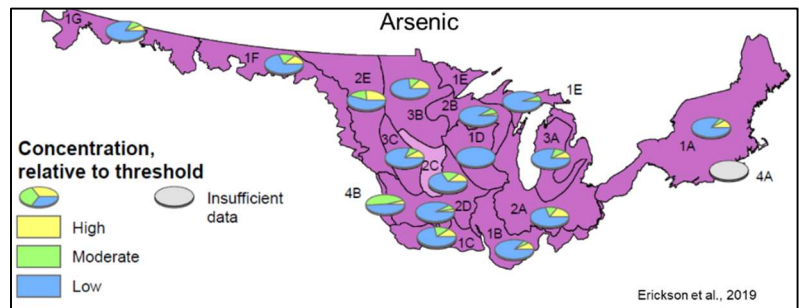 Arsenic
1G
1F
2E
1E
1E
3B
2B
1D
3A
1A
3C
2C
4A
4B
2D
2A
1C
1B
Concentration,
relative to threshold
Insufficient
data
High
Moderate
Low
Erickson et al., 2019